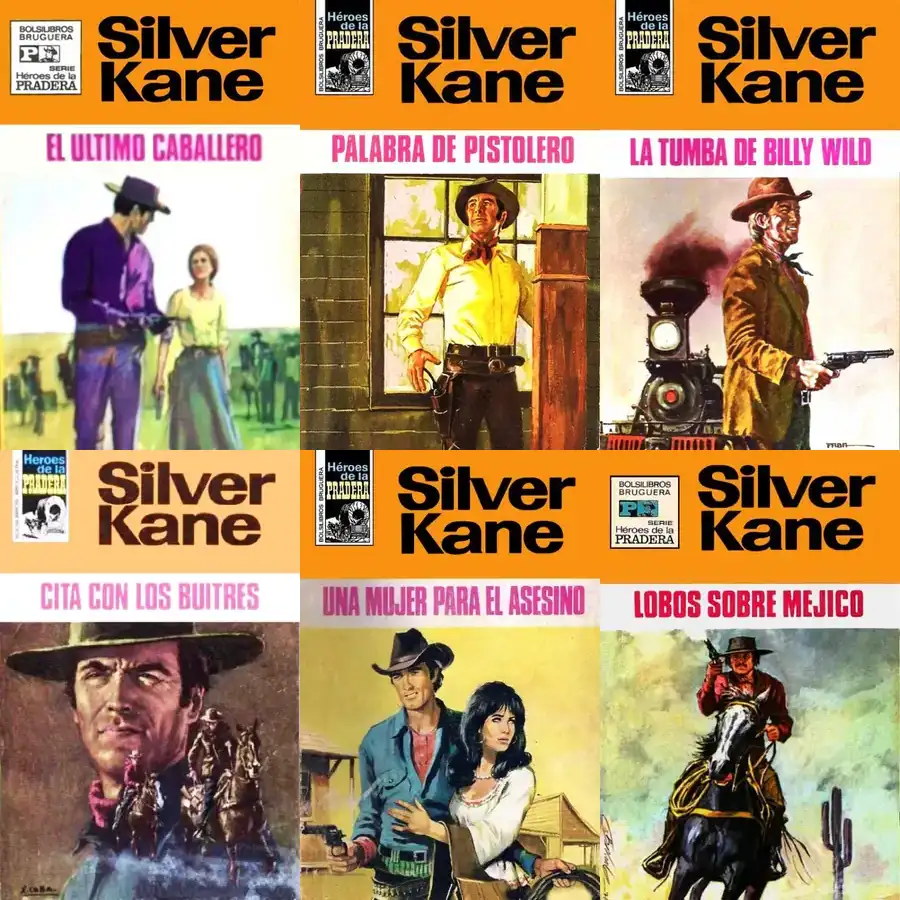 BOLSILIBROS
BRUGUERA
SERIE
Héroes de la
PRADERA
Silver
Kane
EL ULTIMO CABALLERO
Héroes
de la
PRADERA
BOLSILIBROS BRUGUERA
Silver
Kane
PALABRA DE PISTOLERO
Héroes
de la
PRADERA
BOLSILIBROS BRUGUERA
Silver
Kane
LA TUMBA DE BILLY WILD
Héroes
de la
PRADERA
Silver
Kane
CITA CON LOS BUITRES
Héroes
de la
PRADERA
BOLSILIBROS BRUGUERA
Silver
Kane
UNA MUJER PARA EL ASESINO
BOLSILIBROS
BRUGUERA
SERIE
Héroes de la
PRADERA
Silver
Kane
LOBOS SOBRE MEJICO